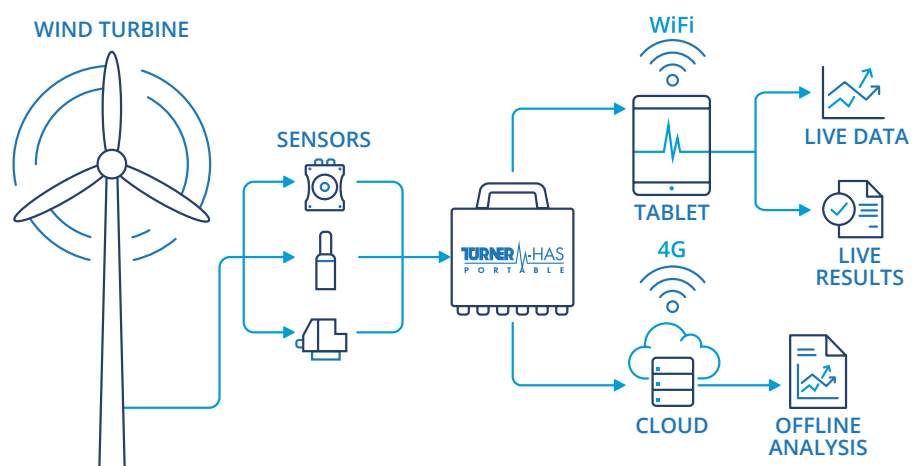 WIND TURBINE
SENSORS
TURNER HAS
PORTABLE
WiFi
TABLET
LIVE DATA
LIVE
RESULTS
4G
CLOUD
OFFLINE
ANALYSIS